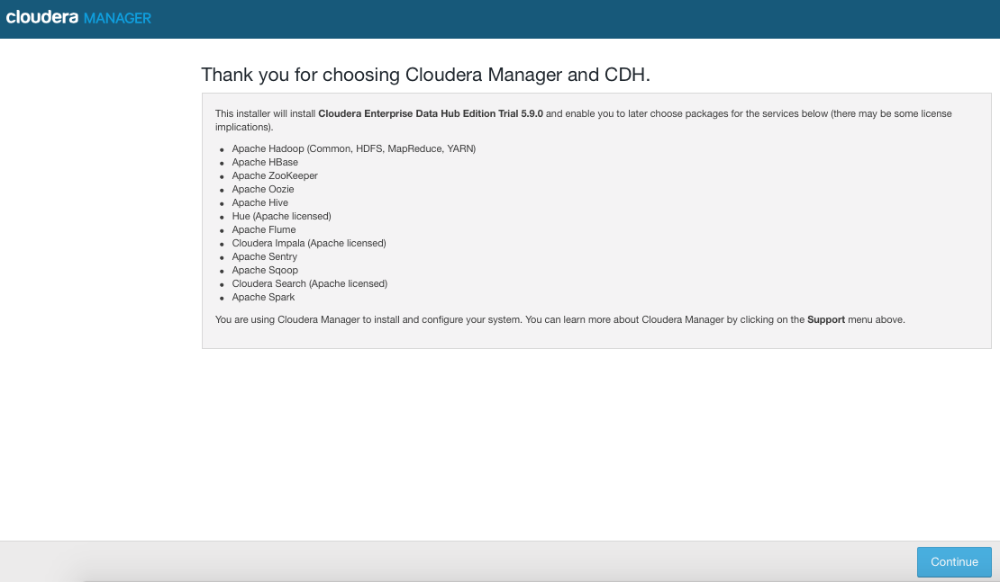 cloudera MANAGER
Thank you for choosing Cloudera Manager and CDH.
This installer will install Cloudera Enterprise Data Hub Edition Trial 5.9.0 and enable you to later choose packages for the services below (there may be some license
implications).
• Apache Hadoop (Common, HDFS, MapReduce, YARN)
• Apache HBase
• Apache ZooKeeper
• Apache Oozie
• Apache Hive
• Hue (Apache licensed)
• Apache Flume
• Cloudera Impala (Apache licensed)
• Apache Sentry
• Apache Sqoop
• Cloudera Search (Apache licensed)
• Apache Spark
You are using Cloudera Manager to install and configure your system. You can learn more about Cloudera Manager by clicking on the Support menu above.
Continue